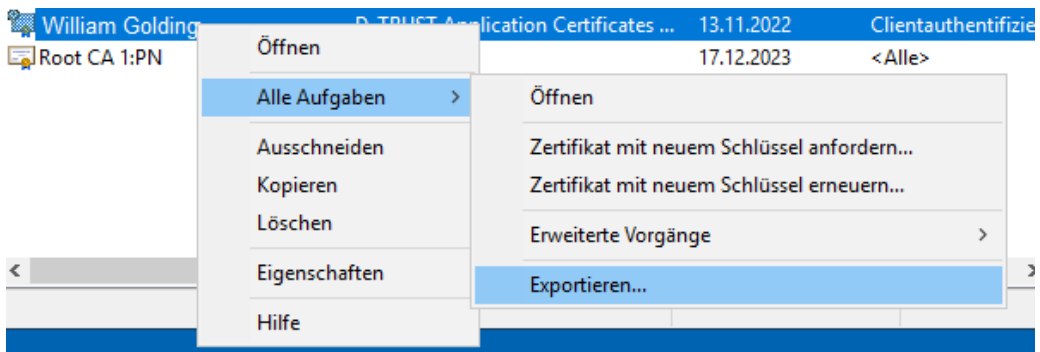 William Golding D-TRUST Application Certificates ... 13.11.2022 Clientauthentifizie
Root CA 1:PN 17.12.2023 <Alle>
Öffnen
Alle Aufgaben >
Ausschneiden
Kopieren
Löschen
Eigenschaften
Hilfe
Öffnen
Zertifikat mit neuem Schlüssel anfordern...
Zertifikat mit neuem Schlüssel erneuern...
Erweiterte Vorgänge >
Exportieren...